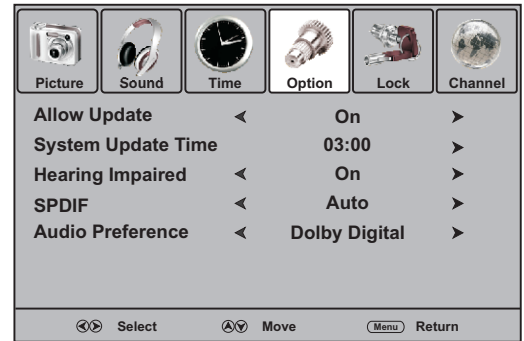 Picture Sound Time Option Lock Channel
Allow Update On
System Update Time 03:00
Hearing Impaired On
SPDIF Auto
Audio Preference Dolby Digital
Select Move Menu Return